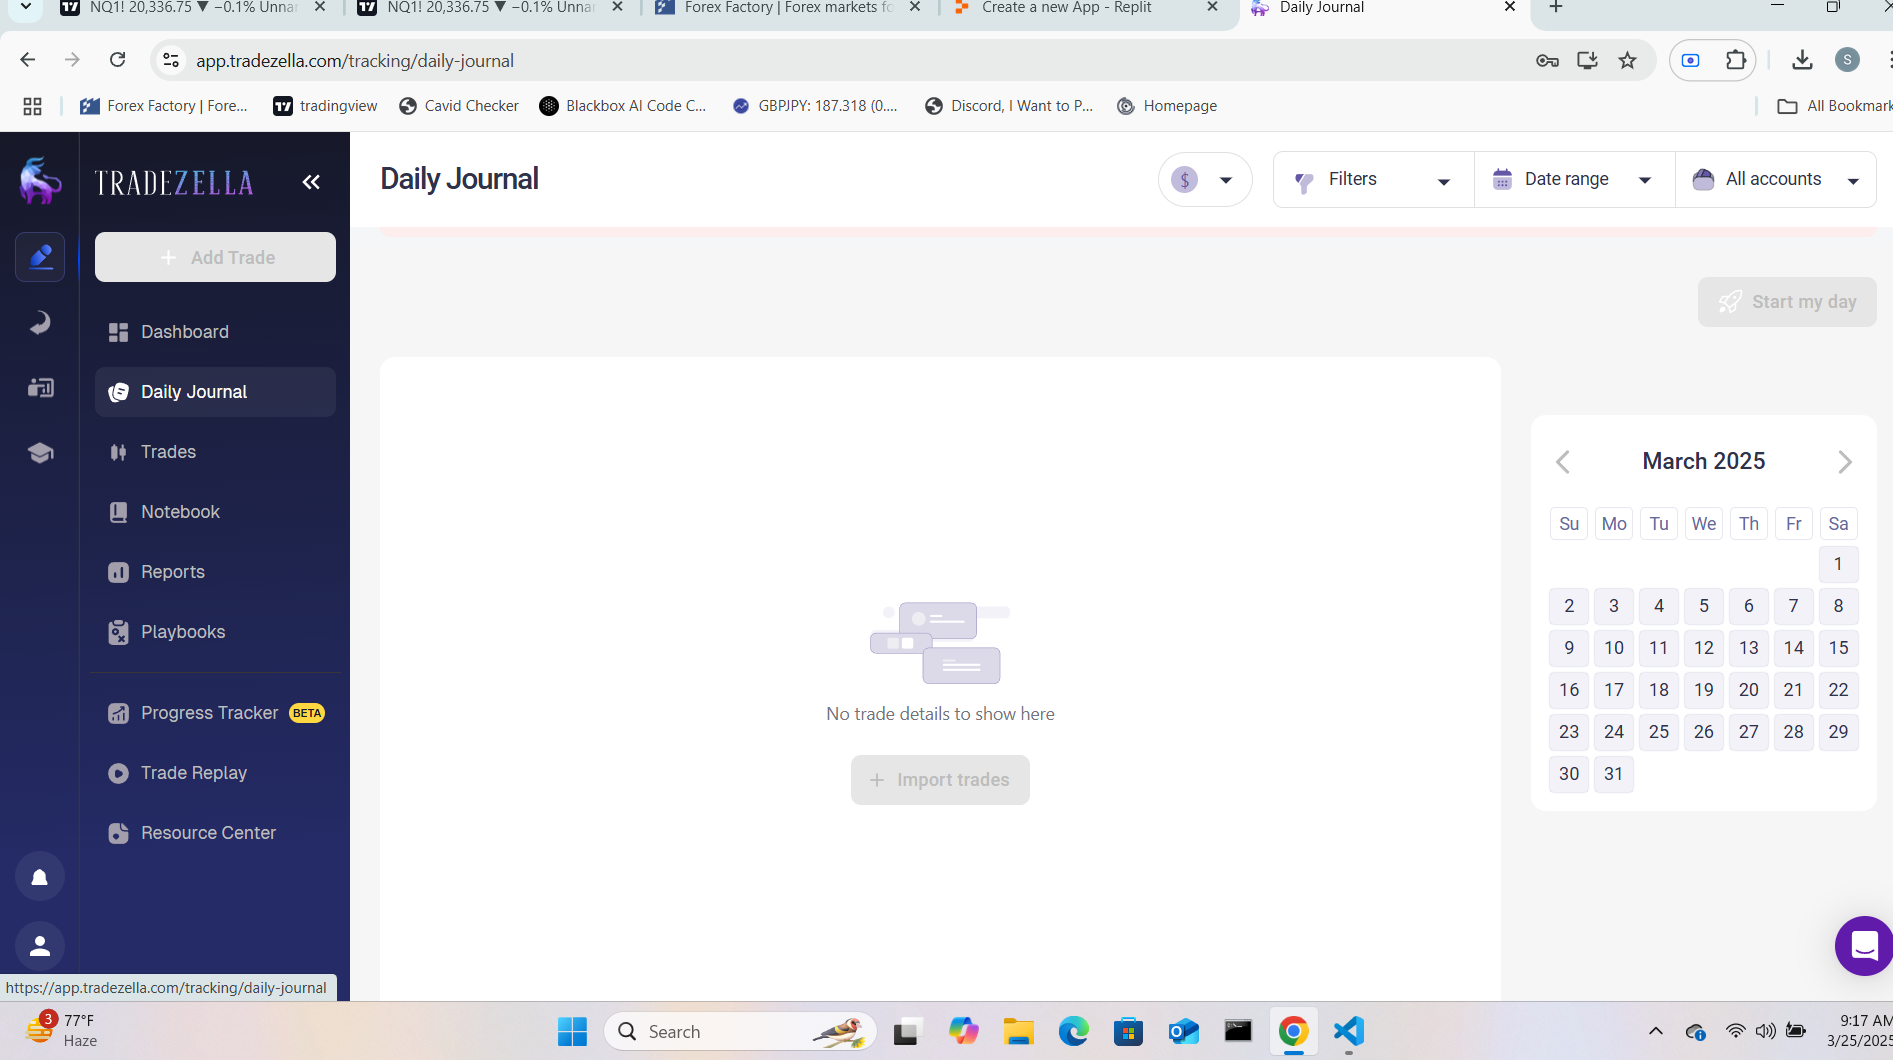 NQ1! 20,336.75 ▼ −0.1% Unnar
NQ1! 20,336.75 ▼ −0.1% Unnar
Forex Factory | Forex markets fo
Create a new App - Replit
Daily Journal
app.tradezella.com/tracking/daily-journal
S
Forex Factory | Fore...
tradingview
Cavid Checker
Blackbox AI Code C...
GBPJPY: 187.318 (0....
Discord, I Want to P...
Homepage
All Bookmark
TRADEZELLA
Daily Journal
$
Filters
Date range
All accounts
Add Trade
Start my day
Dashboard
Daily Journal
Trades
Notebook
Reports
Playbooks
Progress Tracker BETA
Trade Replay
Resource Center
No trade details to show here
Import trades
March 2025
Su Mo Tu We Th Fr Sa
1
2 3 4 5 6 7 8
9 10 11 12 13 14 15
16 17 18 19 20 21 22
23 24 25 26 27 28 29
30 31
https://app.tradezella.com/tracking/daily-journal
3
77°F
Haze
Search
9:17 AM
3/25/2025